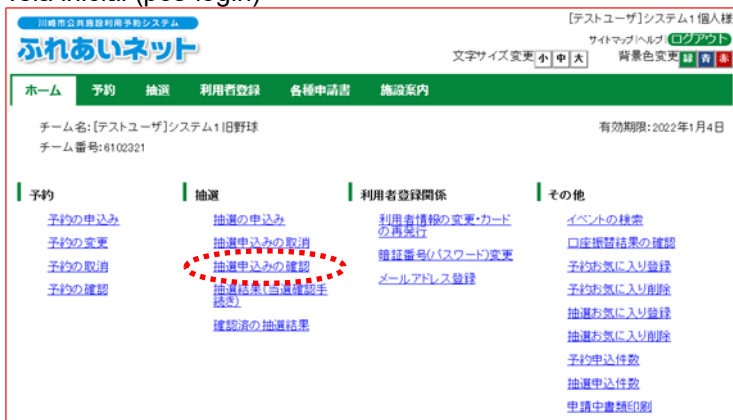 Tela inicial (pós login)
川崎市公共施設利用予約システム
ふれあいネット
[テストユーザ]システム1個人様
サイトマップ|ヘルプ|ログアウト
文字サイズ変更 小 中 大 背景色変更 緑 青 赤
ホーム 予約 抽選 利用者登録 各種申請書 施設案内
チーム名:[テストユーザ]システム1旧野球
有効期限:2022年1月4日
チーム番号:6102321
予約
予約の申込み
予約の変更
予約の取消
予約の確認
抽選
抽選の申込み
抽選申込みの取消
抽選申込みの確認
抽選結果(当選確認手
続き)
確認済の抽選結果
利用者登録関係
利用者情報の変更・カード
の再発行
暗証番号(パスワード)変更
メールアドレス登録
その他
イベントの検索
口座振替結果の確認
予約お気に入り登録
予約お気に入り削除
抽選お気に入り登録
抽選お気に入り削除
予約申込件数
抽選申込件数
申請中書類印刷